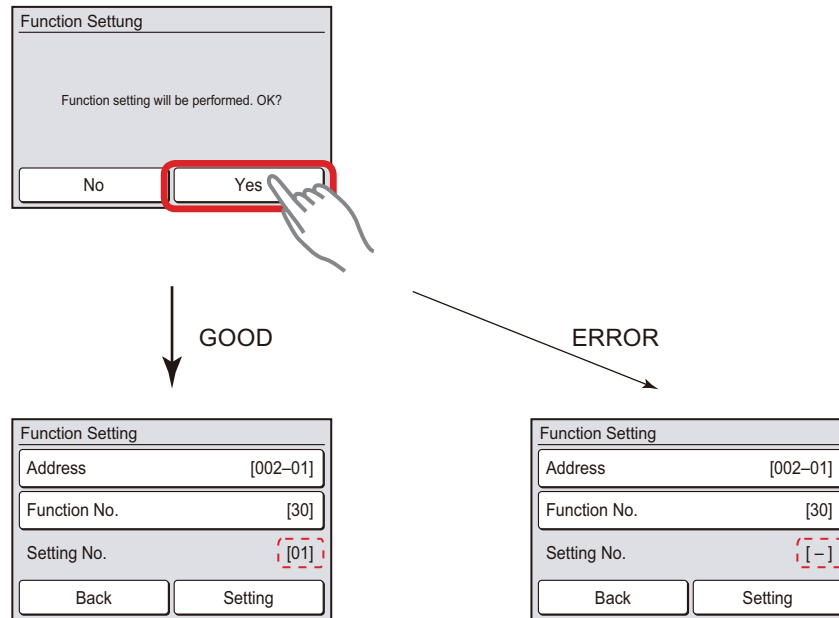 Function Settung
Function setting will be performed. OK?
No Yes
GOOD ERROR
Function Setting
Address [002–01]
Function No. [30]
Setting No. [01]
Back Setting
Function Setting
Address [002–01]
Function No. [30]
Setting No. [ – ]
Back Setting